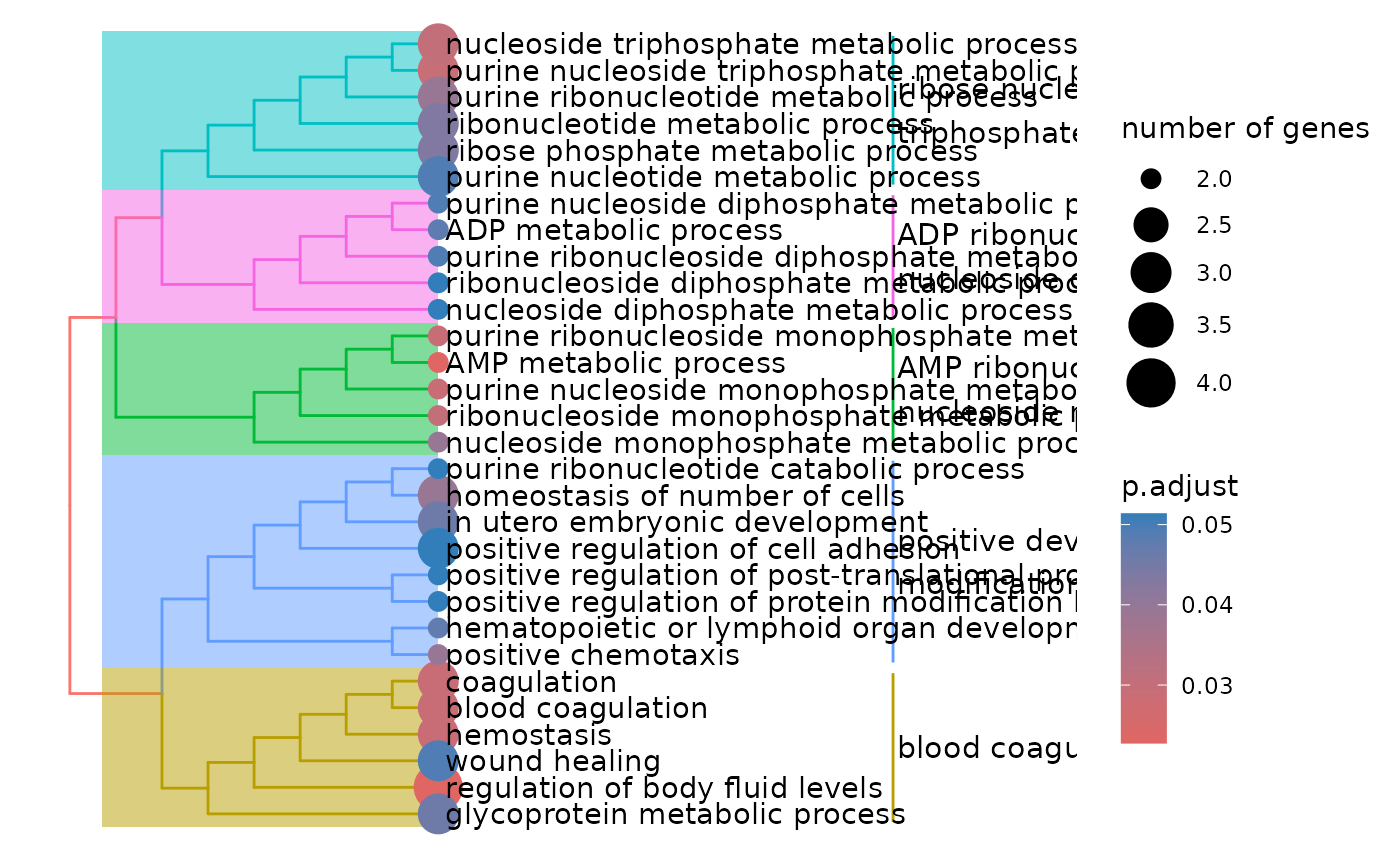 nucleoside triphosphate metabolic process
purine nucleoside triphosphate metabolic
purine ribonucleotide metabolic process
ribonucleotide metabolic process
ribose phosphate metabolic process
purine nucleotide metabolic process
purine nucleoside diphosphate metabolic
ADP metabolic process
purine ribonucleoside diphosphate metabo
ribonucleoside diphosphate metabolic proc
nucleoside diphosphate metabolic process
purine ribonucleoside monophosphate met
AMP metabolic process
purine nucleoside monophosphate metabo
ribonucleoside monophosphate metabolic
nucleoside monophosphate metabolic proc
purine ribonucleotide catabolic process
homeostasis of number of cells
in utero embryonic development
positive regulation of cell adhesion
positive regulation of post-translational pro
positive regulation of protein modification
hematopoietic or lymphoid organ developm
positive chemotaxis
coagulation
blood coagulation
hemostasis
wound healing
regulation of body fluid levels
glycoprotein metabolic process
ribose nucle
triphosphate
ADP ribonuc
nucleoside
AMP ribonuc
nucleoside
positive dev
modification
blood coagu
number of genes
2.0
2.5
3.0
3.5
4.0
p.adjust
0.05
0.04
0.03